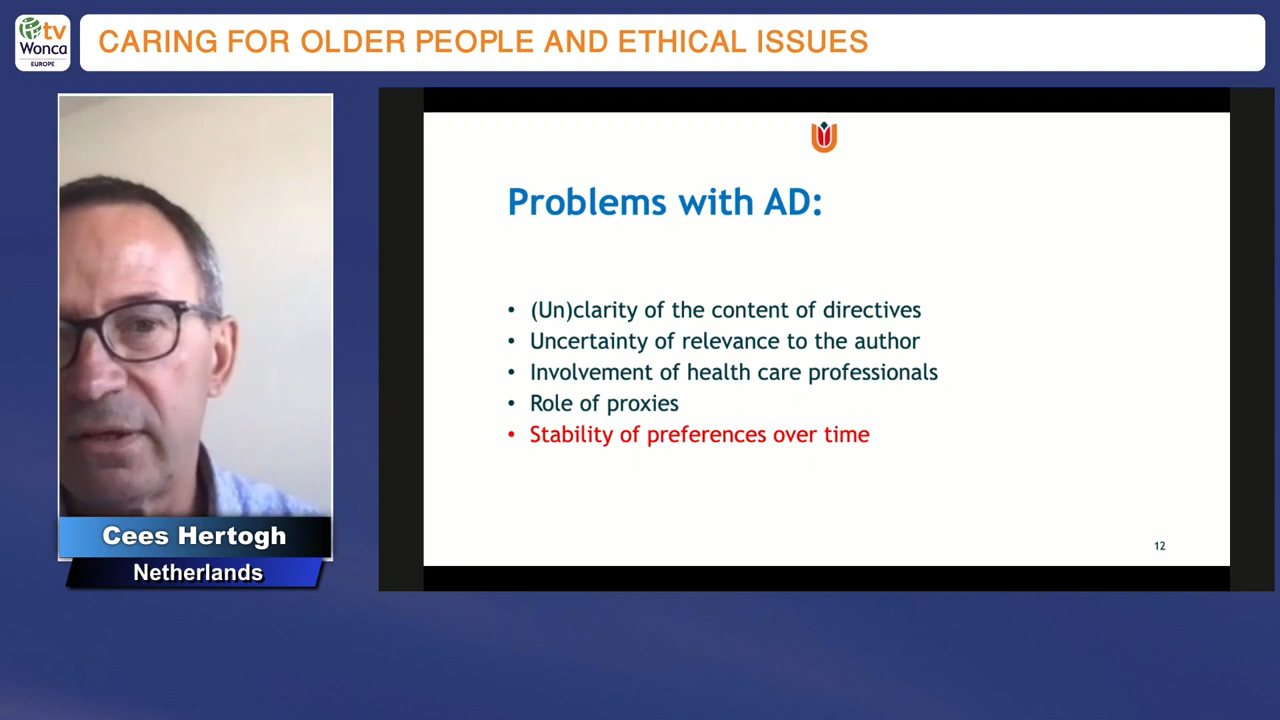 tv
Wonca
EUROPE
CARING FOR OLDER PEOPLE AND ETHICAL ISSUES
Problems with AD:
• (Un)clarity of the content of directives
• Uncertainty of relevance to the author
• Involvement of health care professionals
• Role of proxies
• Stability of preferences over time
12
Cees Hertogh
Netherlands